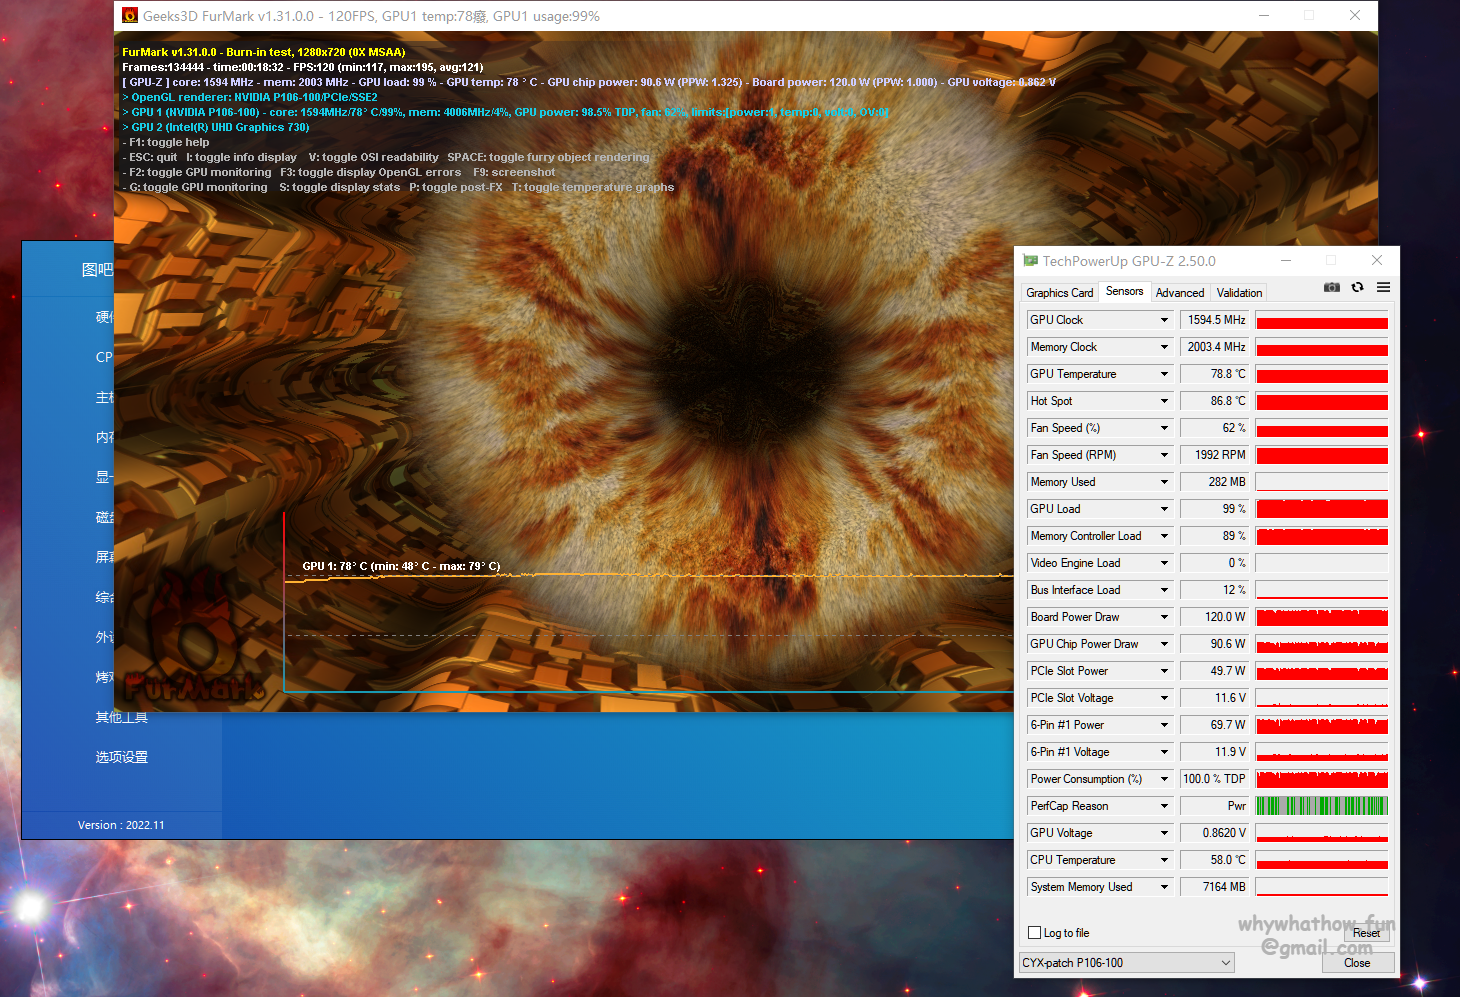 Geeks3D FurMark v1.31.0.0 - 120FPS, GPU1 temp:78癈, GPU1 usage:99%
FurMark v1.31.0.0 - Burn-in test, 1280x720 (0X MSAA)
Frames:134444 - time:00:18:32 - FPS:120 (min:117, max:195, avg:121)
[ GPU-Z ] core: 1594 MHz - mem: 2003 MHz - GPU load: 99 % - GPU temp: 78 ° C - GPU chip power: 90.6 W (PPW: 1.325) - Board power: 120.0 W (PPW: 1.000) - GPU voltage: 0.862 V
> OpenGL renderer: NVIDIA P106-100/PCIe/SSE2
> GPU 1 (NVIDIA P106-100) - core: 1594MHz/78° C/99%, mem: 4006MHz/4%, GPU power: 98.5% TDP, fan: 62%, limits:[power:1, temp:0, volt:0, OV:0]
> GPU 2 (Intel(R) UHD Graphics 730)
- F1: toggle help
- ESC: quit I: toggle info display V: toggle OSI readability SPACE: toggle furry object rendering
- F2: toggle GPU monitoring F3: toggle display OpenGL errors F9: screenshot
- G: toggle GPU monitoring S: toggle display stats P: toggle post-FX T: toggle temperature graphs
GPU 1: 78° C (min: 48° C - max: 79° C)
FurMark
图吧
硬件
CP
主板
内存
显
磁盘
屏幕
综合
外设
烤鸡
其他工具
选项设置
Version : 2022.11
TechPowerUp GPU-Z 2.50.0
Graphics Card Sensors Advanced Validation
GPU Clock 1594.5 MHz
Memory Clock 2003.4 MHz
GPU Temperature 78.8 °C
Hot Spot 86.8 °C
Fan Speed (%) 62 %
Fan Speed (RPM) 1992 RPM
Memory Used 282 MB
GPU Load 99 %
Memory Controller Load 89 %
Video Engine Load 0 %
Bus Interface Load 12 %
Board Power Draw 120.0 W
GPU Chip Power Draw 90.6 W
PCIe Slot Power 49.7 W
PCIe Slot Voltage 11.6 V
6-Pin #1 Power 69.7 W
6-Pin #1 Voltage 11.9 V
Power Consumption (%) 100.0 % TDP
PerfCap Reason Pwr
GPU Voltage 0.8620 V
CPU Temperature 58.0 °C
System Memory Used 7164 MB
Log to file
Reset
CYX-patch P106-100
Close
whywhathow.fun
@gmail.com